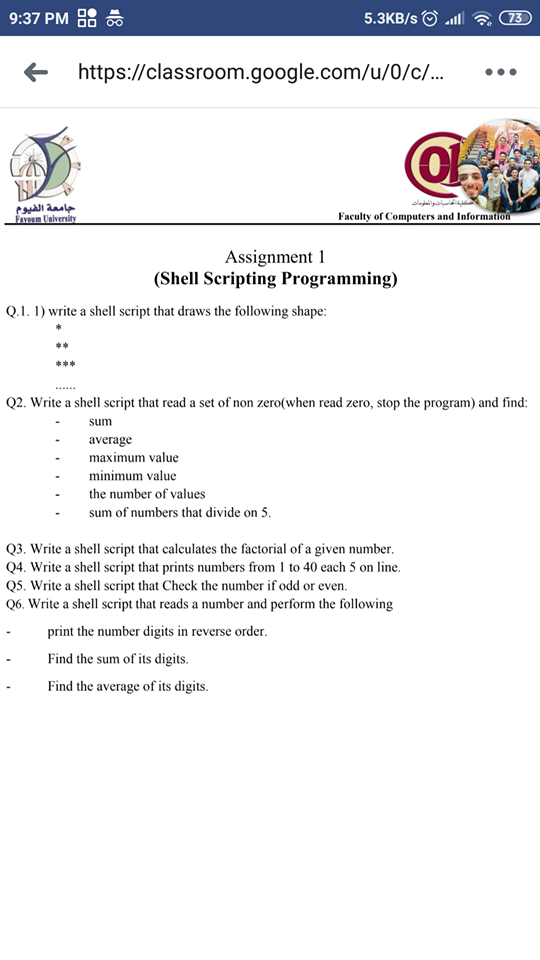 9:37 PM
5.3KB/s
73
https://classroom.google.com/u/0/c/...
جامعة الفيوم
Fayoum University
كلية الحاسبات والمعلومات
Faculty of Computers and Information
Assignment 1
(Shell Scripting Programming)
Q.1. 1) write a shell script that draws the following shape:
*
**
***
......
Q2. Write a shell script that read a set of non zero(when read zero, stop the program) and find:
- sum
- average
- maximum value
- minimum value
- the number of values
- sum of numbers that divide on 5.
Q3. Write a shell script that calculates the factorial of a given number.
Q4. Write a shell script that prints numbers from 1 to 40 each 5 on line.
Q5. Write a shell script that Check the number if odd or even.
Q6. Write a shell script that reads a number and perform the following
- print the number digits in reverse order.
- Find the sum of its digits.
- Find the average of its digits.